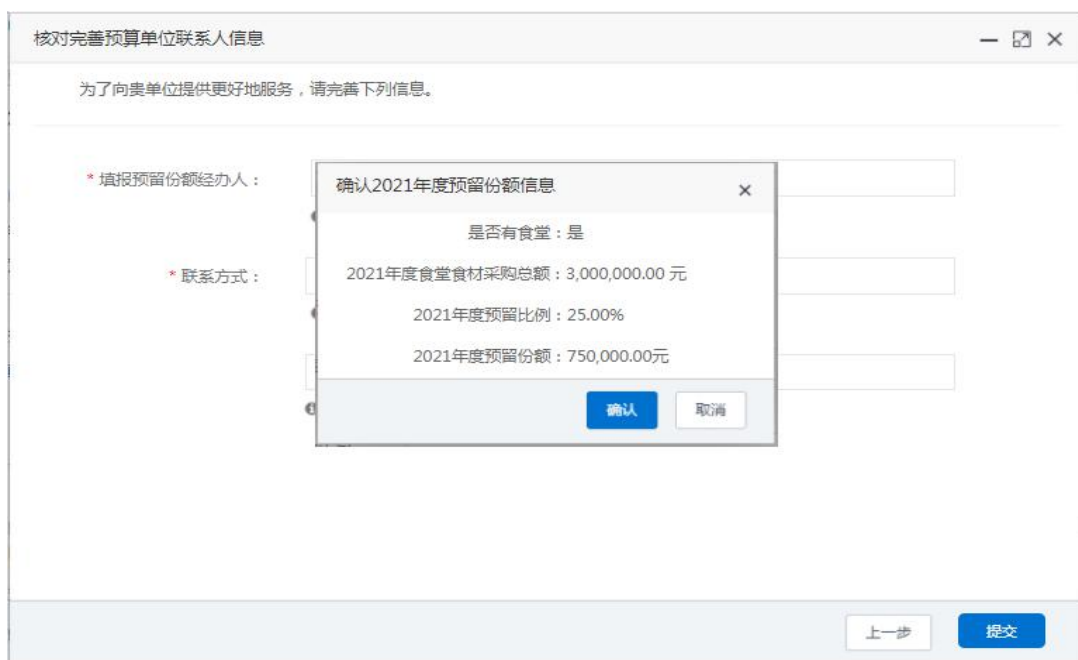 核对完善预算单位联系人信息
为了向贵单位提供更好地服务，请完善下列信息。
* 填报预留份额经办人：
确认2021年度预留份额信息
是否有食堂：是
* 联系方式：
2021年度食堂食材采购总额：3,000,000.00 元
2021年度预留比例：25.00%
2021年度预留份额：750,000.00元
确认
取消
上一步
提交